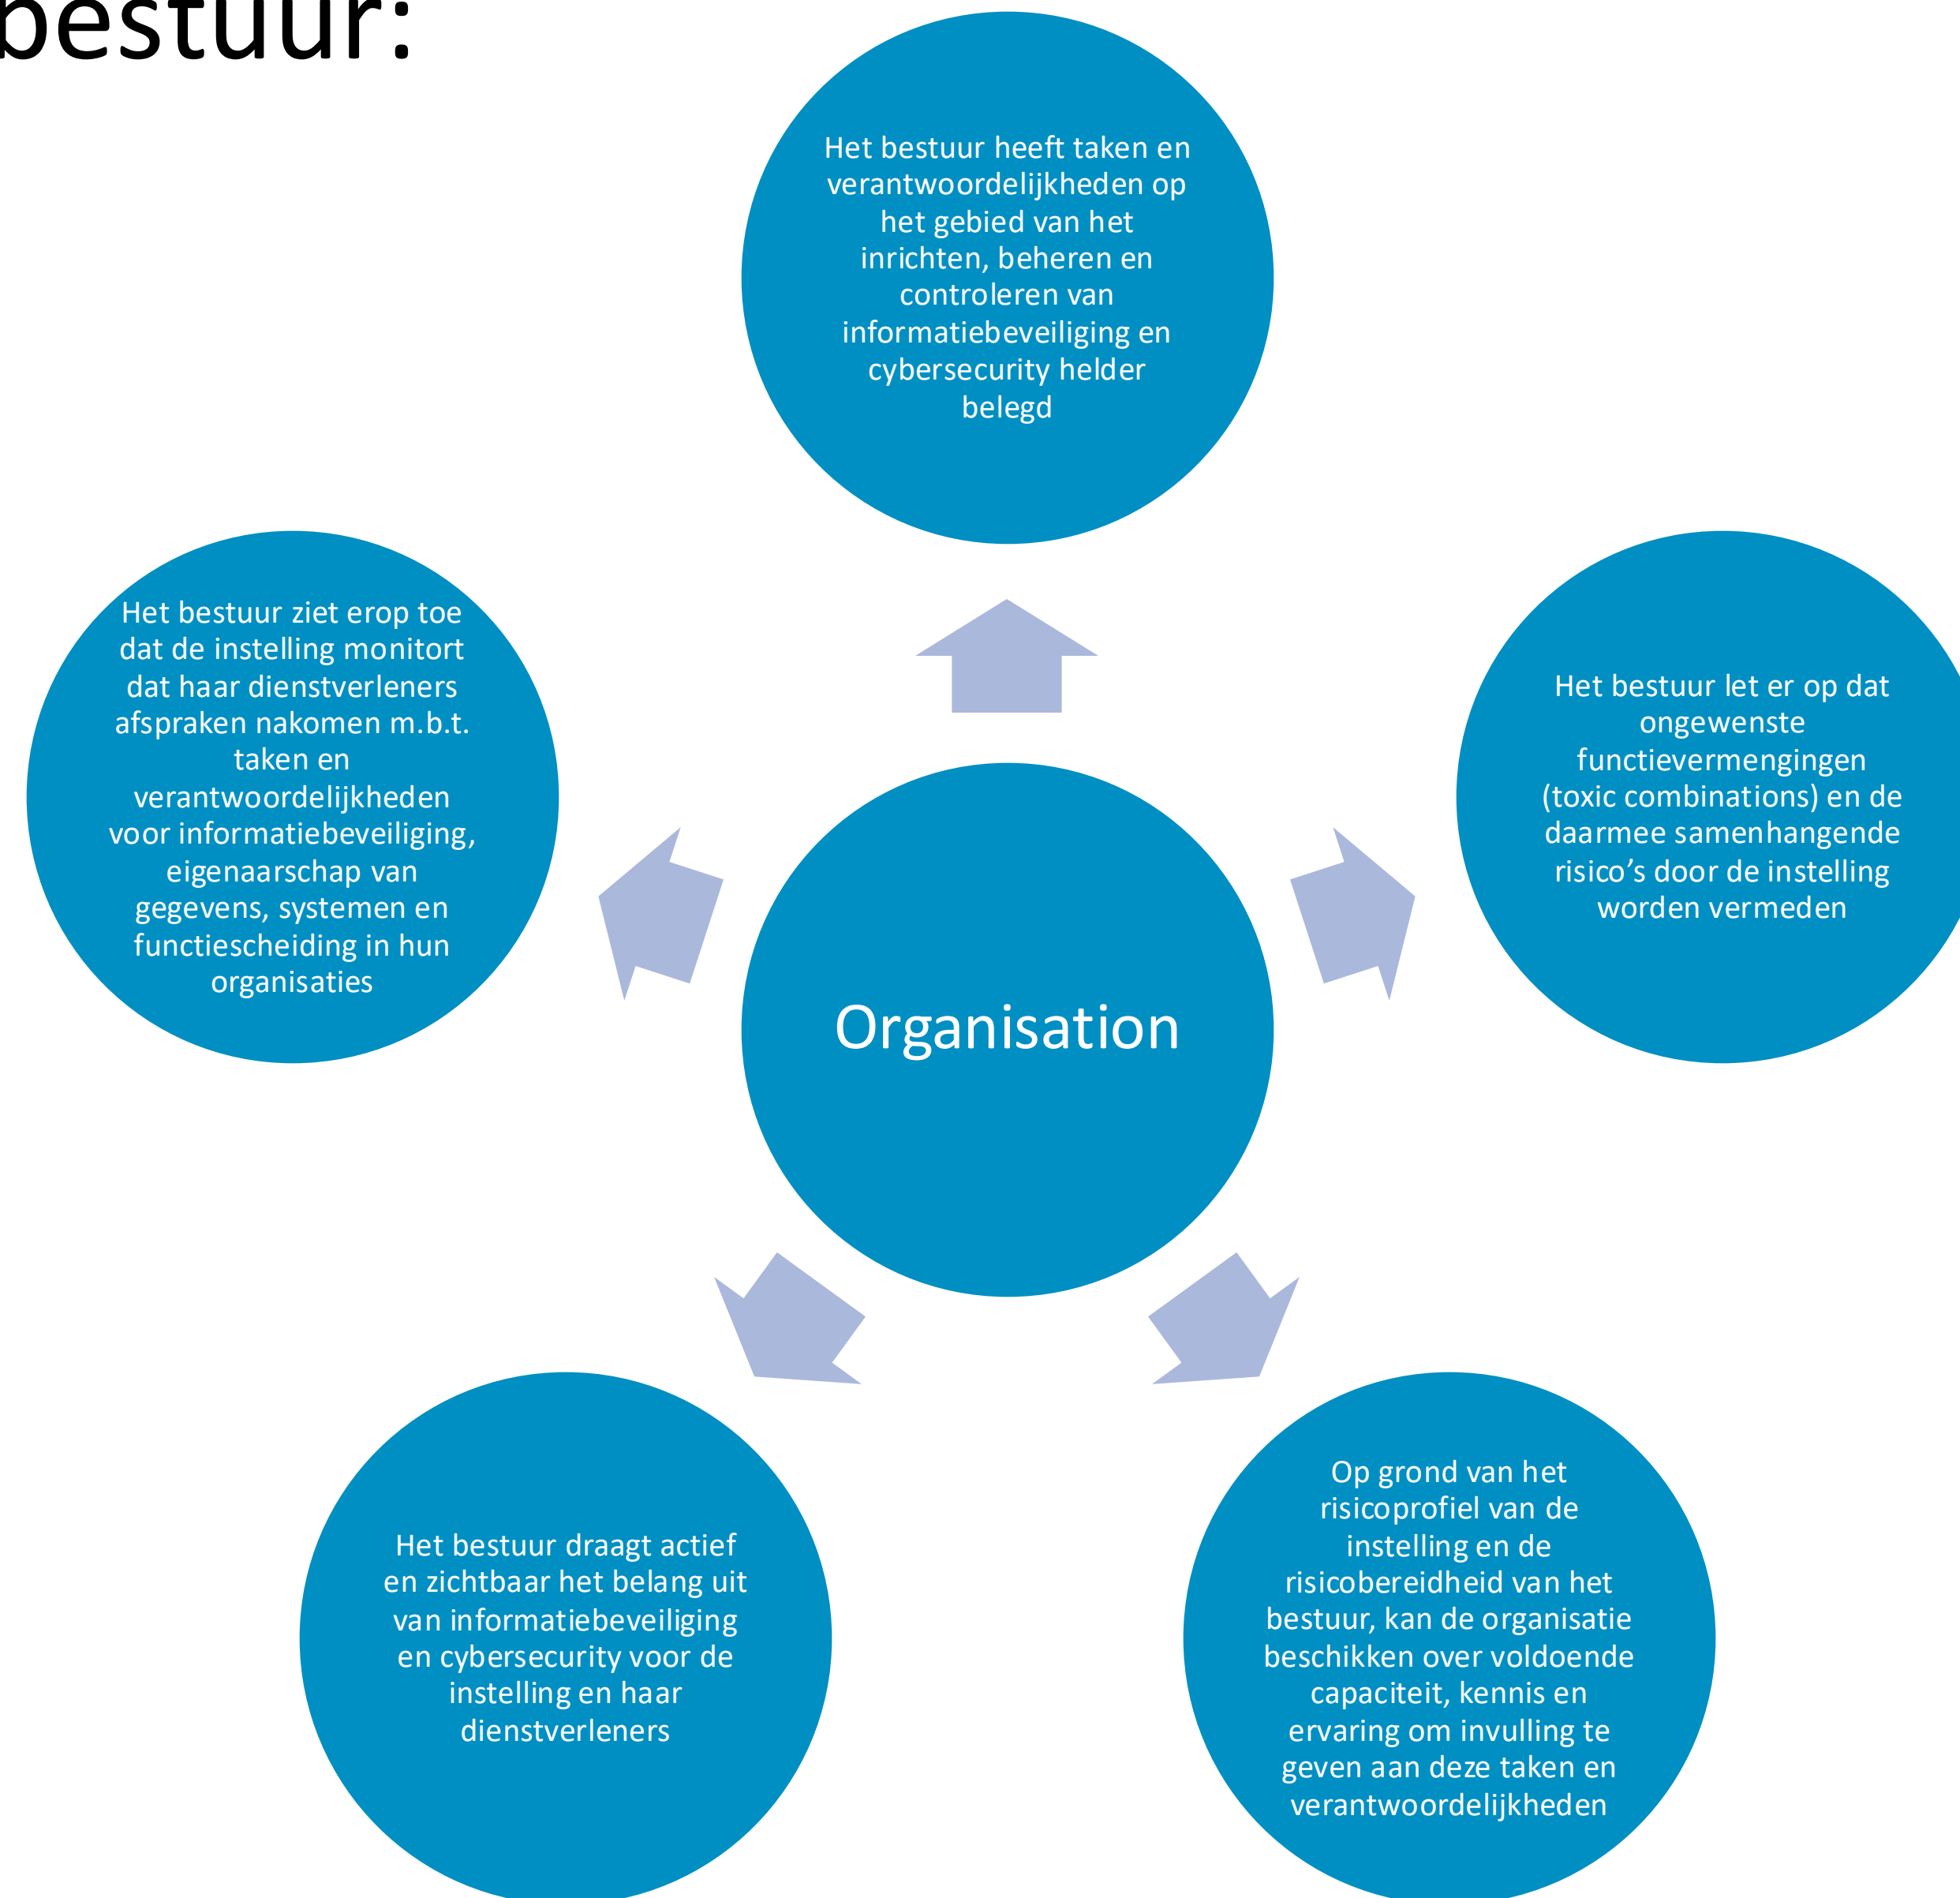 bestuur:
Het bestuur heeft taken en
verantwoordelijkheden op
het gebied van het
inrichten, beheren en
controleren van
informatiebeveiliging en
cybersecurity helder
belegd
Het bestuur let er op dat
ongewenste
functievermengingen
(toxic combinations) en de
daarmee samenhangende
risico’s door de instelling
worden vermeden
Op grond van het
risicoprofiel van de
instelling en de
risicobereidheid van het
bestuur, kan de organisatie
beschikken over voldoende
capaciteit, kennis en
ervaring om invulling te
geven aan deze taken en
verantwoordelijkheden
Het bestuur draagt actief
en zichtbaar het belang uit
van informatiebeveiliging
en cybersecurity voor de
instelling en haar
dienstverleners
Het bestuur ziet erop toe
dat de instelling monitort
dat haar dienstverleners
afspraken nakomen m.b.t.
taken en
verantwoordelijkheden
voor informatiebeveiliging,
eigenaarschap van
gegevens, systemen en
functiescheiding in hun
organisaties
Organisation